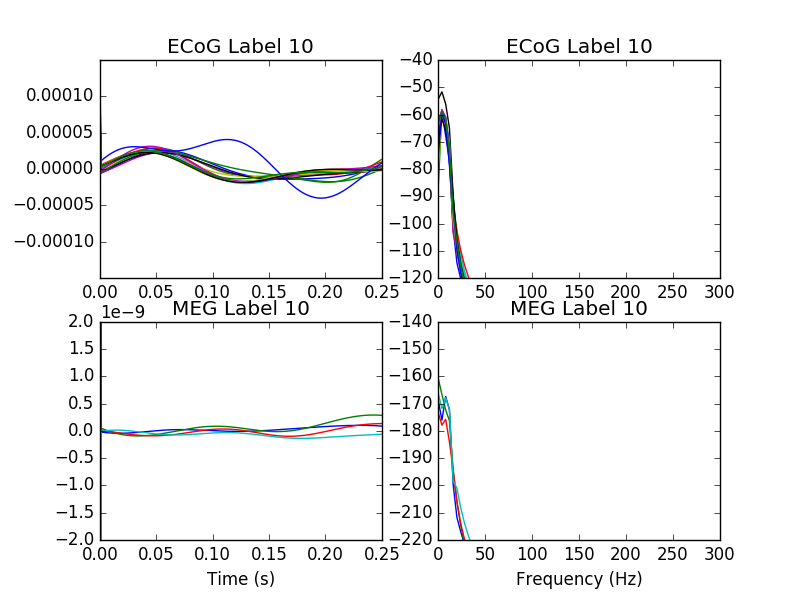 ECoG Label 10
0.00010
0.00005
0.00000
−0.00005
−0.00010
0.00 0.05 0.10 0.15 0.20 0.25
ECoG Label 10
−40
−50
−60
−70
−80
−90
−100
−110
−120
0 50 100 150 200 250 300
MEG Label 10
1e−9
2.0
1.5
1.0
0.5
0.0
−0.5
−1.0
−1.5
−2.0
0.00 0.05 0.10 0.15 0.20 0.25
Time (s)
MEG Label 10
−140
−150
−160
−170
−180
−190
−200
−210
−220
0 50 100 150 200 250 300
Frequency (Hz)